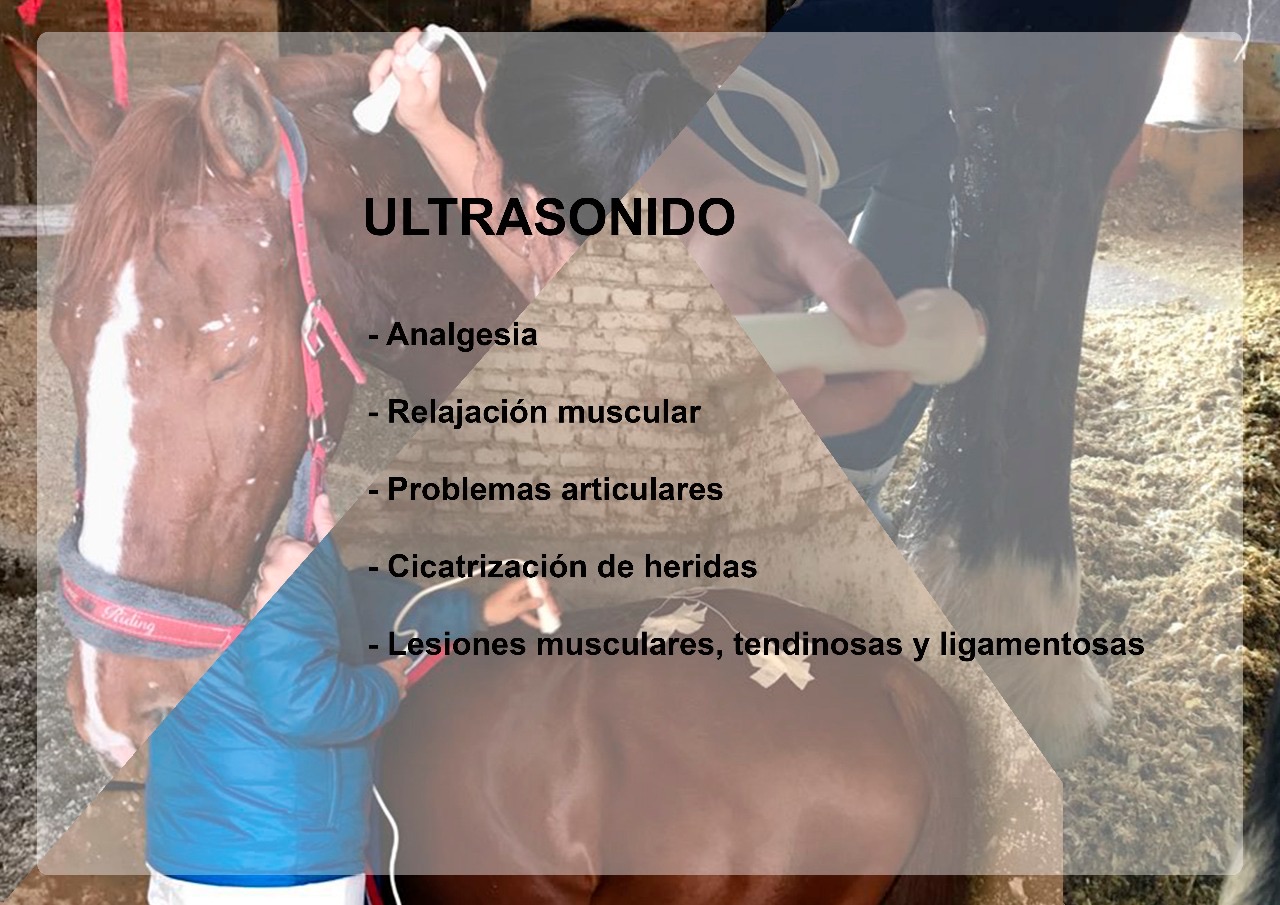 ULTRASONIDO
- Analgesia
- Relajación muscular
- Problemas articulares
- Cicatrización de heridas
- Lesiones musculares, tendinosas y ligamentosas
Riding